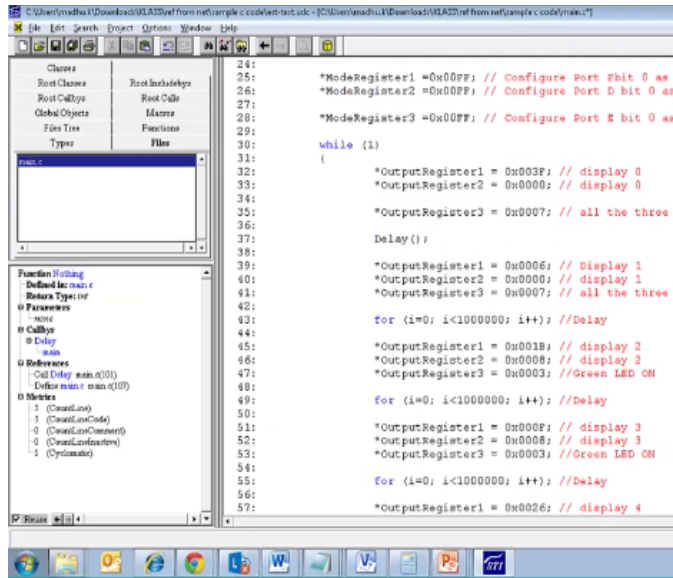 C:\Users\madhu.k\Downloads\KLASS\ref from net\sample c code\est-test.udc - [C:\Users\madhu.k\Downloads\KLASS\ref from net\sample c code\main.c*]
File Edit Search Project Options Window Help
Classes
Root Classes Root Includebys
Root Callbys Root Calls
Global Objects Macros
Files Tree Functions
Types Files
main.c
Function Nothing
Defined In: main.c
Return Type: int
Parameters
none
Callbys
Delay
main
References
Call Delay main.c(101)
Define main.c main.c(107)
Metrics
5 (CountLine)
5 (CountLineCode)
0 (CountLineComment)
0 (CountLineInactive)
1 (Cyclomatic)
Reuse
24:
25: *ModeRegister1 =0x00FF; // Configure Port Fbit 0 as
26: *ModeRegister2 =0x00FF; // Configure Port D bit 0 as
27:
28: *ModeRegister3 =0x00FF; // Configure Port E bit 0 as
29:
30: while (1)
31: {
32: *OutputRegister1 = 0x003F; // display 0
33: *OutputRegister2 = 0x0000; // display 0
34:
35: *OutputRegister3 = 0x0007; // all the three
36:
37: Delay();
38:
39: *OutputRegister1 = 0x0006; // Display 1
40: *OutputRegister2 = 0x0000; // display 1
41: *OutputRegister3 = 0x0007; // all the three
42:
43: for (i=0; i<1000000; i++); //Delay
44:
45: *OutputRegister1 = 0x001B; // display 2
46: *OutputRegister2 = 0x0008; // display 2
47: *OutputRegister3 = 0x0003; //Green LED ON
48:
49: for (i=0; i<1000000; i++); //Delay
50:
51: *OutputRegister1 = 0x000F; // display 3
52: *OutputRegister2 = 0x0008; // display 3
53: *OutputRegister3 = 0x0003; //Green LED ON
54:
55: for (i=0; i<1000000; i++); //Delay
56:
57: *OutputRegister1 = 0x0026; // display 4
STI